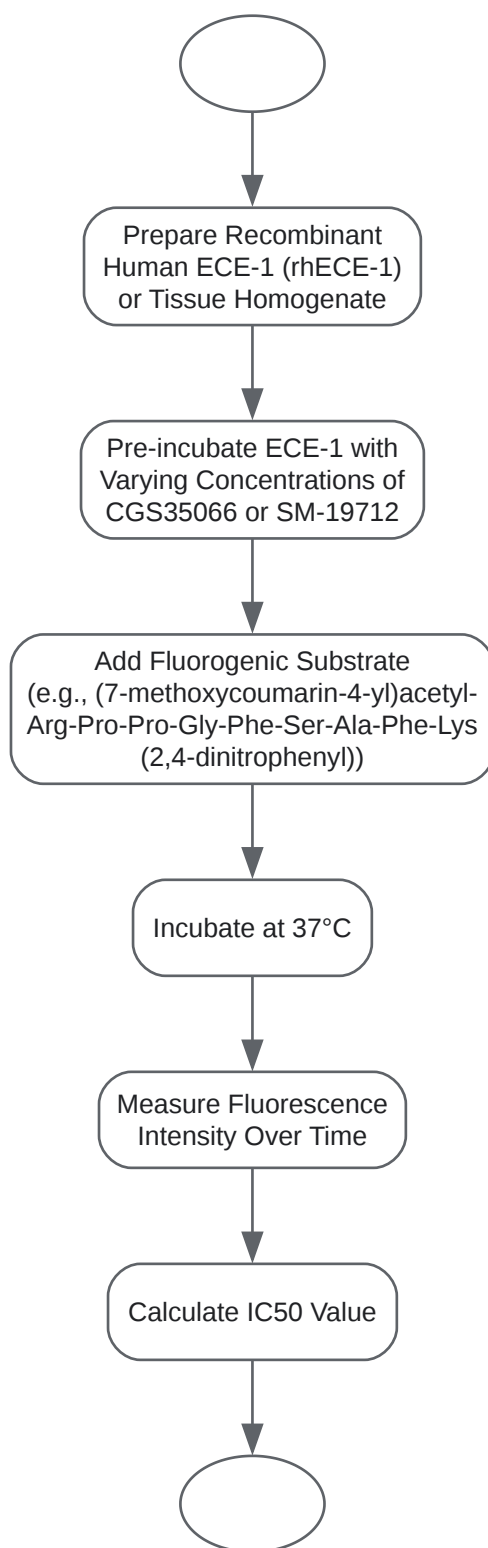 Prepare Recombinant
Human ECE-1 (rhECE-1)
or Tissue Homogenate
Pre-incubate ECE-1 with
Varying Concentrations of
CGS35066 or SM-19712
Add Fluorogenic Substrate
(e.g., (7-methoxycoumarin-4-yl)acetyl-
Arg-Pro-Pro-Gly-Phe-Ser-Ala-Phe-Lys
(2,4-dinitrophenyl))
Incubate at 37°C
Measure Fluorescence
Intensity Over Time
Calculate IC50 Value